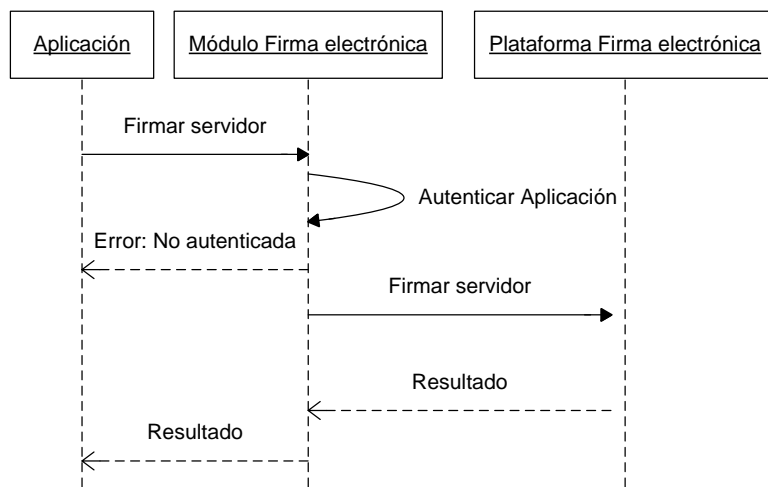 Aplicación
Módulo Firma electrónica
Plataforma Firma electrónica
Firmar servidor
Autenticar Aplicación
Error: No autenticada
Firmar servidor
Resultado
Resultado